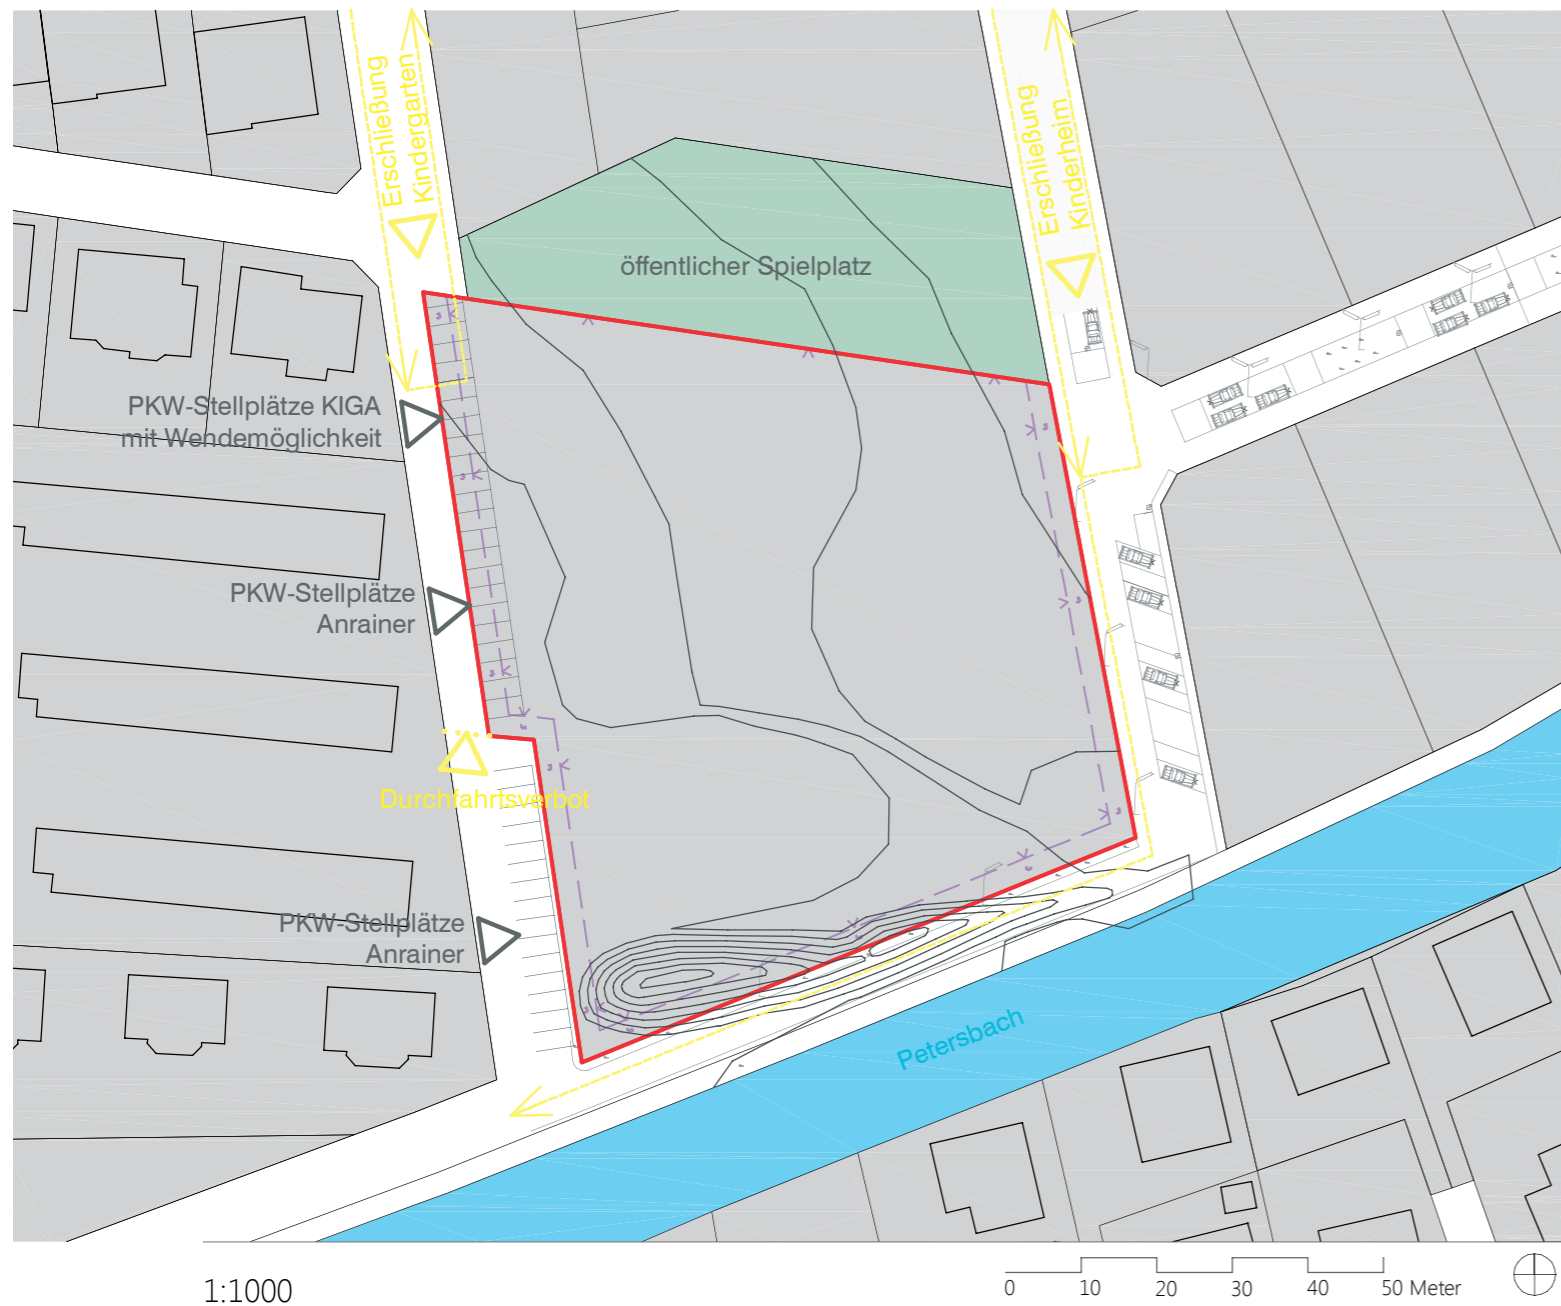 Erschließung
Kindergarten
Erschließung
Kinderheim
öffentlicher Spielplatz
PKW-Stellplätze KIGA
mit Wendemöglichkeit
PKW-Stellplätze
Anrainer
Durchfahrtsverbot
PKW-Stellplätze
Anrainer
Petersbach
1:1000
0 10 20 30 40 50 Meter